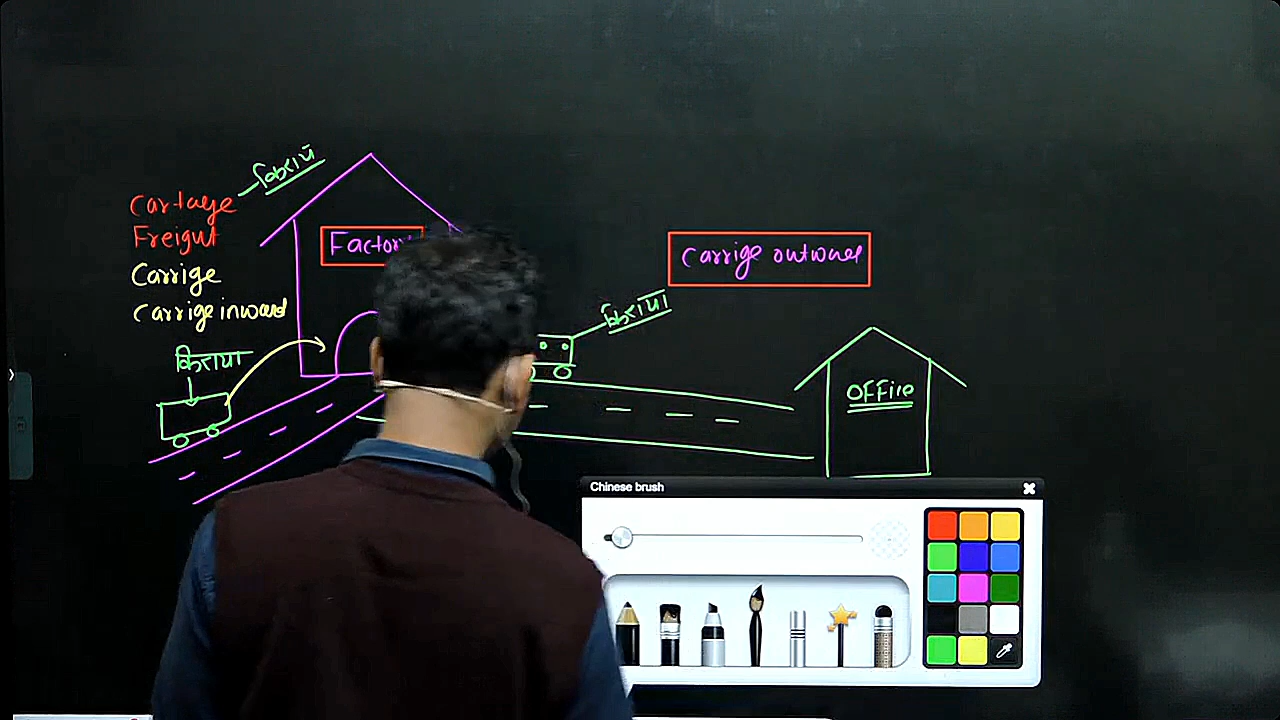 किराया
Cartage
Freight
Carrige
Carrige inward
किराया
Factory
Carrige outward
किराया
Office
Chinese brush